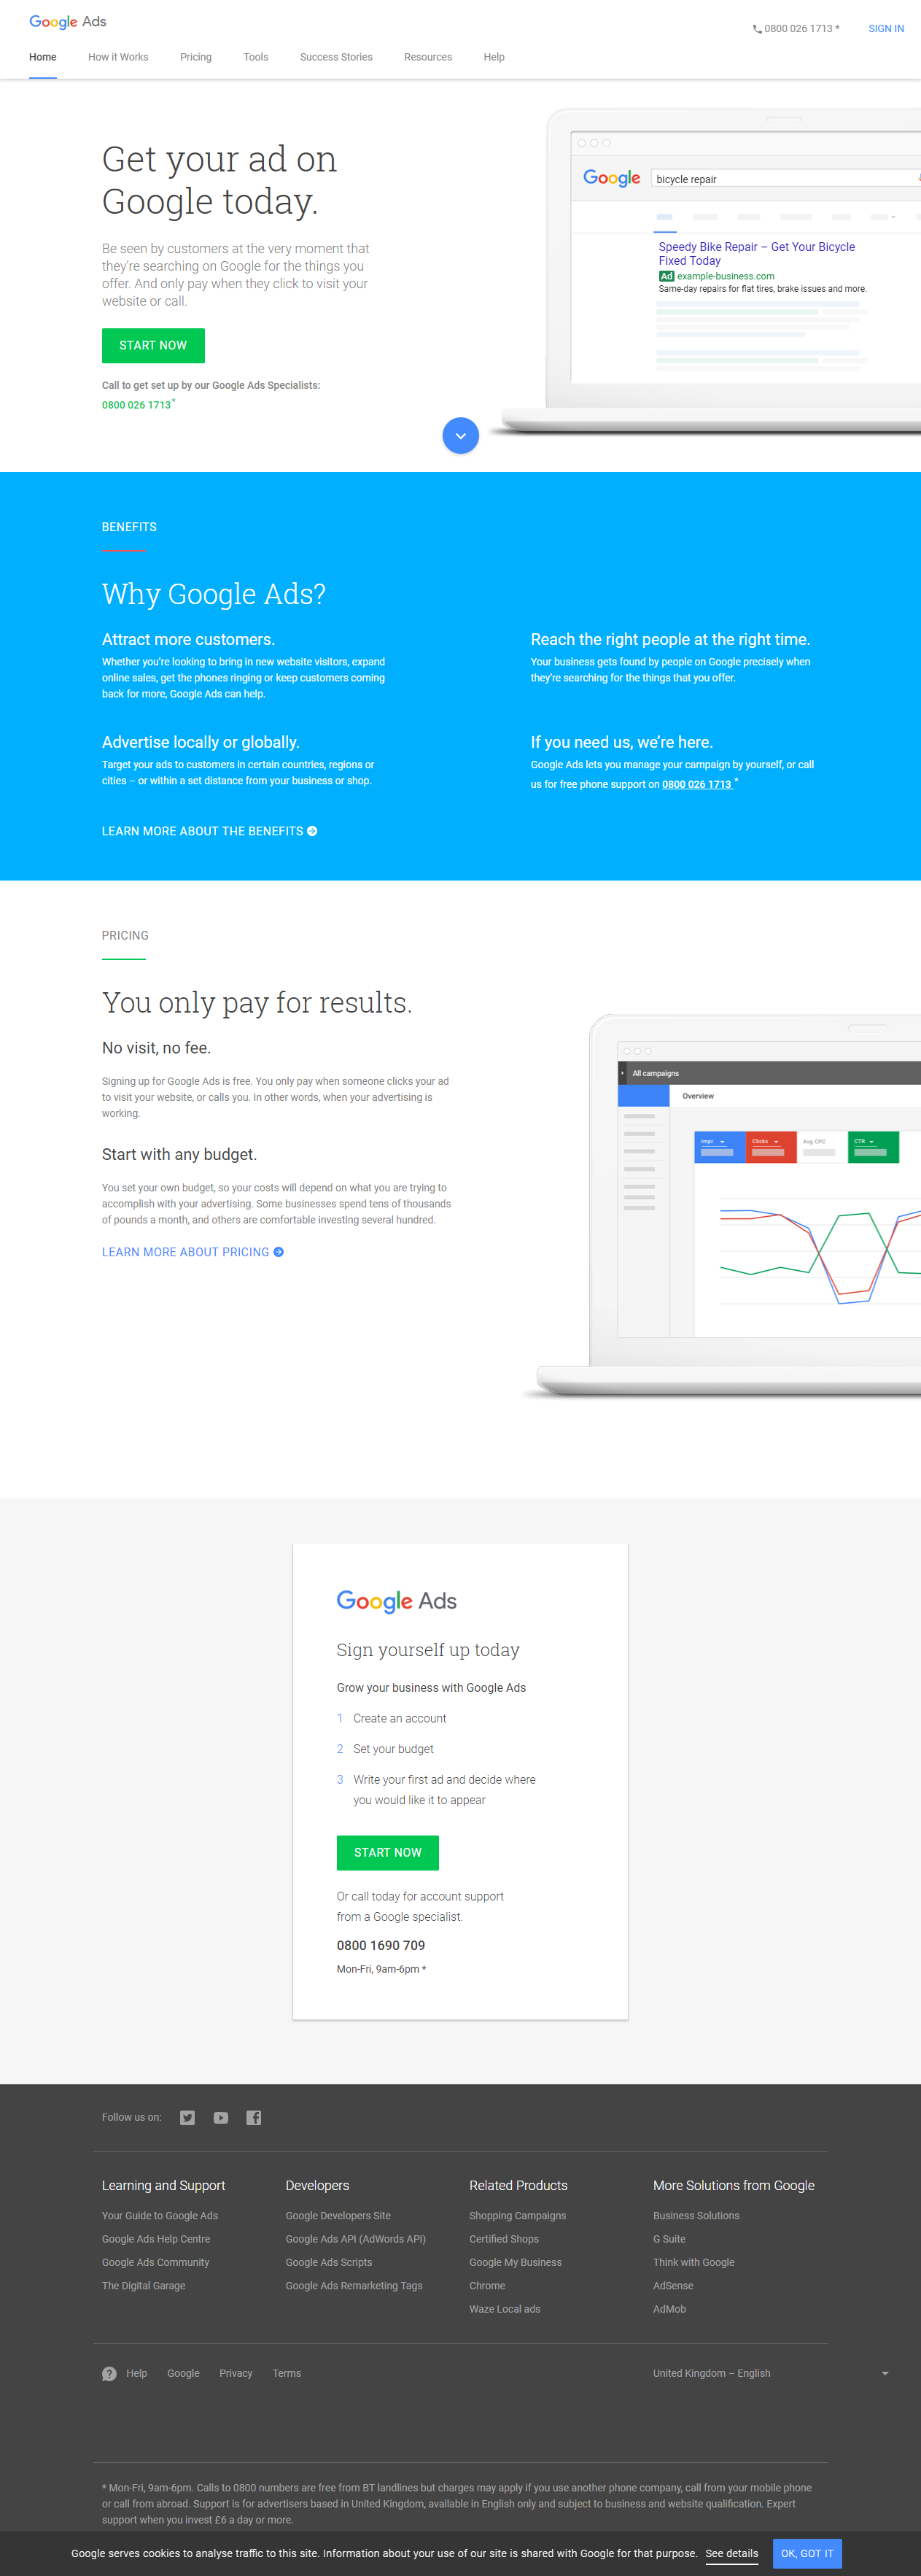 Google Ads
0800 026 1713 *
SIGN IN
Home
How it Works
Pricing
Tools
Success Stories
Resources
Help
Get your ad on
Google today.
Be seen by customers at the very moment that
they're searching on Google for the things you
offer. And only pay when they click to visit your
website or call.
START NOW
Call to get set up by our Google Ads Specialists:
0800 026 1713*
Google
bicycle repair
Speedy Bike Repair – Get Your Bicycle
Fixed Today
Ad example-business.com
Same-day repairs for flat tires, brake issues and more.
BENEFITS
Why Google Ads?
Attract more customers.
Whether you're looking to bring in new website visitors, expand
online sales, get the phones ringing or keep customers coming
back for more, Google Ads can help.
Reach the right people at the right time.
Your business gets found by people on Google precisely when
they're searching for the things that you offer.
Advertise locally or globally.
Target your ads to customers in certain countries, regions or
cities – or within a set distance from your business or shop.
If you need us, we're here.
Google Ads lets you manage your campaign by yourself, or call
us for free phone support on 0800 026 1713 *
LEARN MORE ABOUT THE BENEFITS
PRICING
You only pay for results.
No visit, no fee.
Signing up for Google Ads is free. You only pay when someone clicks your ad
to visit your website, or calls you. In other words, when your advertising is
working.
Start with any budget.
You set your own budget, so your costs will depend on what you are trying to
accomplish with your advertising. Some businesses spend tens of thousands
of pounds a month, and others are comfortable investing several hundred.
LEARN MORE ABOUT PRICING
All campaigns
Overview
Impr.
Clicks
Avg CPC
CTR
Google Ads
Sign yourself up today
Grow your business with Google Ads
1 Create an account
2 Set your budget
3 Write your first ad and decide where
you would like it to appear
START NOW
Or call today for account support
from a Google specialist.
0800 1690 709
Mon-Fri, 9am-6pm *
Follow us on:
Learning and Support
Your Guide to Google Ads
Google Ads Help Centre
Google Ads Community
The Digital Garage
Developers
Google Developers Site
Google Ads API (AdWords API)
Google Ads Scripts
Google Ads Remarketing Tags
Related Products
Shopping Campaigns
Certified Shops
Google My Business
Chrome
Waze Local ads
More Solutions from Google
Business Solutions
G Suite
Think with Google
AdSense
AdMob
Help
Google
Privacy
Terms
United Kingdom – English
* Mon-Fri, 9am-6pm. Calls to 0800 numbers are free from BT landlines but charges may apply if you use another phone company, call from your mobile phone
or call from abroad. Support is for advertisers based in United Kingdom, available in English only and subject to business and website qualification. Expert
support when you invest £6 a day or more.
Google serves cookies to analyse traffic to this site. Information about your use of our site is shared with Google for that purpose. See details
OK, GOT IT